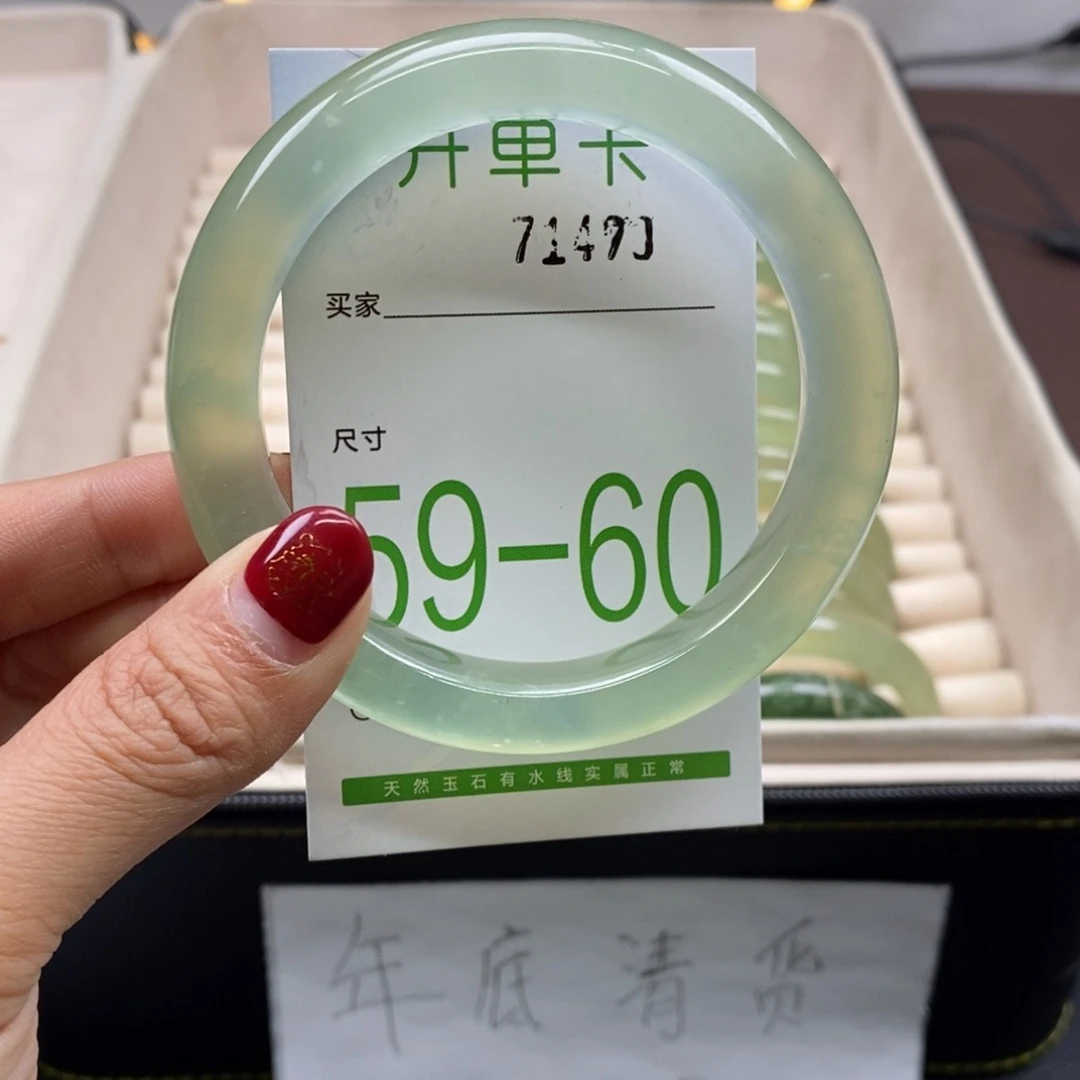 开单卡
买家
尺寸
59-60
天然玉石有水线实属正常
年底清货